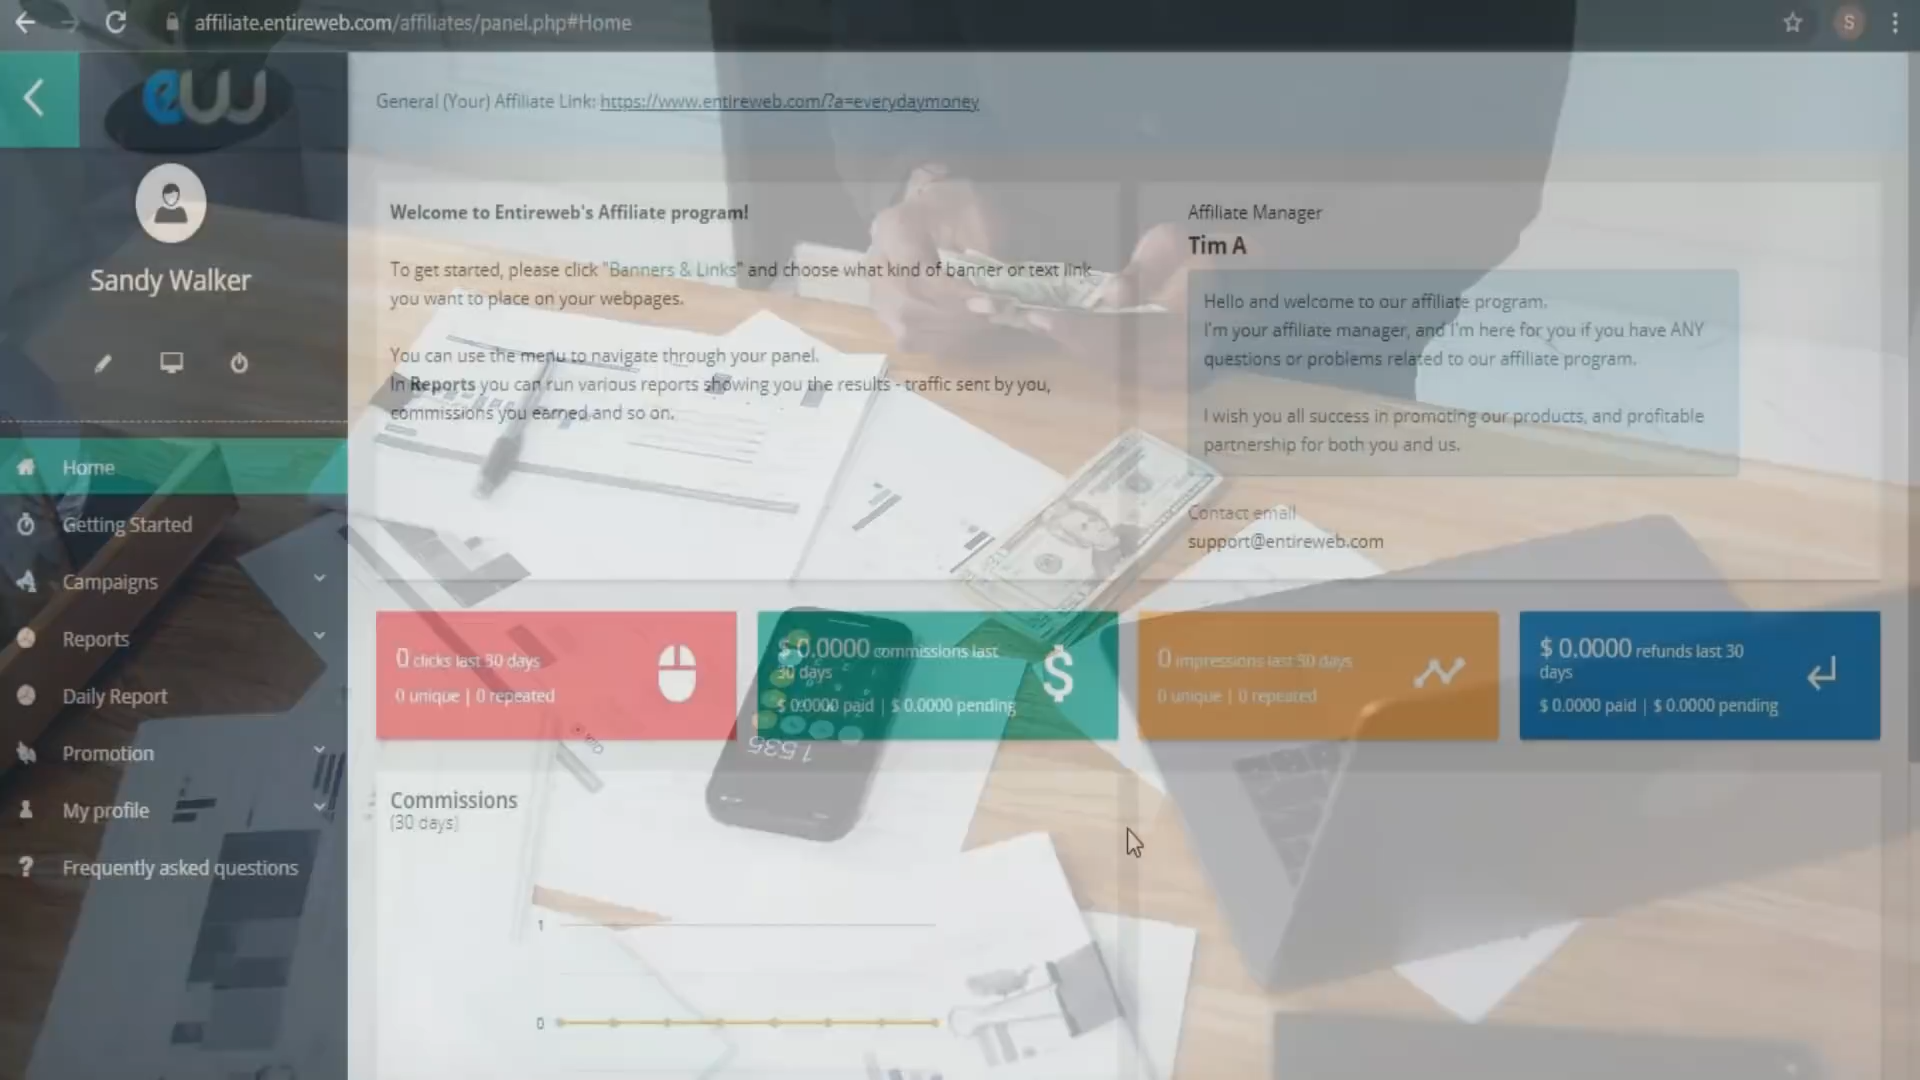 affiliate.entireweb.com/affiliates/panel.php#Home
S
ew
General (Your) Affiliate Link: https://www.entireweb.com/?a=everydaymoney
Sandy Walker
Home
Getting Started
Campaigns
Reports
Daily Report
Promotion
My profile
Frequently asked questions
Welcome to Entireweb's Affiliate program!
To get started, please click "Banners & Links" and choose what kind of banner or text link
you want to place on your webpages.
You can use the menu to navigate through your panel.
In Reports you can run various reports showing you the results - traffic sent by you,
commissions you earned and so on.
Affiliate Manager
Tim A
Hello and welcome to our affiliate program.
I'm your affiliate manager, and I'm here for you if you have ANY
questions or problems related to our affiliate program.
I wish you all success in promoting our products, and profitable
partnership for both you and us.
Contact email
support@entireweb.com
0 clicks last 30 days
0 unique | 0 repeated
$ 0.0000 commissions last
30 days
$ 0.0000 paid | $ 0.0000 pending
0 impressions last 30 days
0 unique | 0 repeated
$ 0.0000 refunds last 30
days
$ 0.0000 paid | $ 0.0000 pending
1535
Commissions
(30 days)
1
0